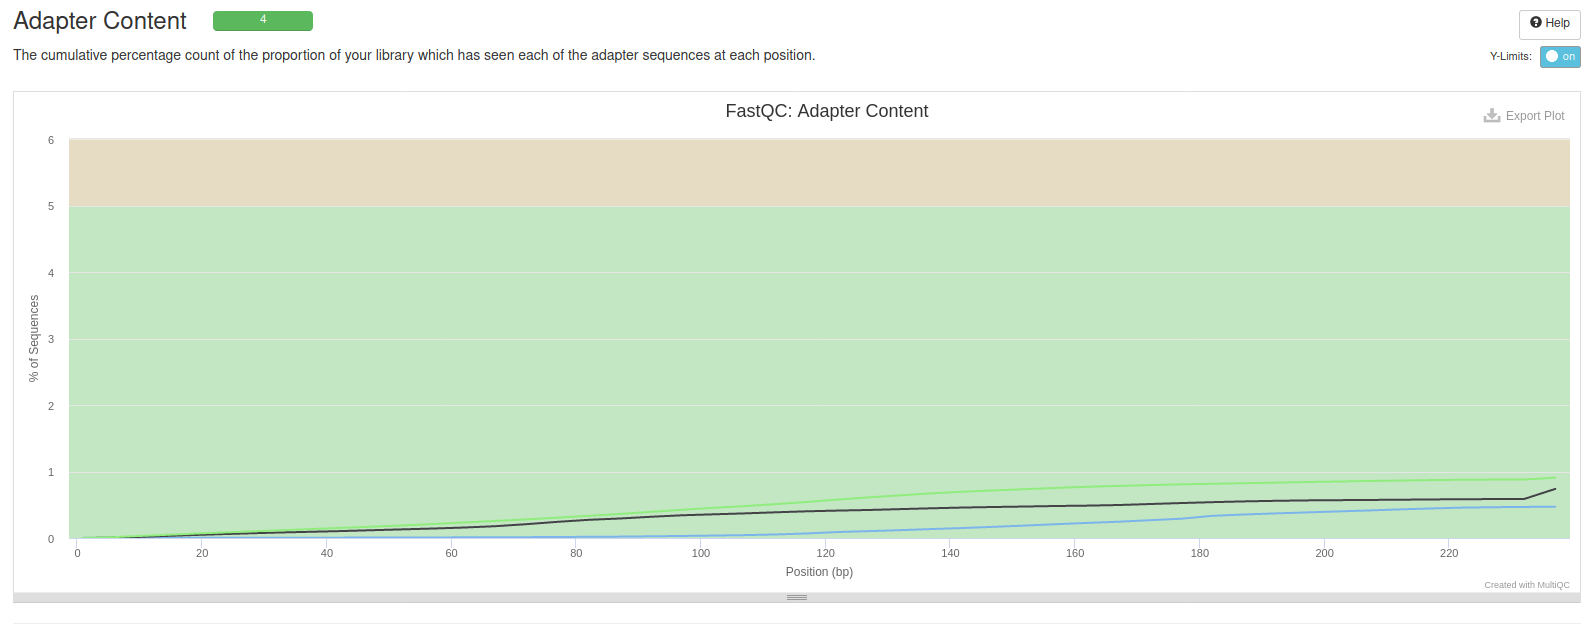 Adapter Content 4
Help
The cumulative percentage count of the proportion of your library which has seen each of the adapter sequences at each position.
Y-Limits: on
FastQC: Adapter Content
Export Plot
% of Sequences
6
5
4
3
2
1
0
0 20 40 60 80 100 120 140 160 180 200 220
Position (bp)
Created with MultiQC